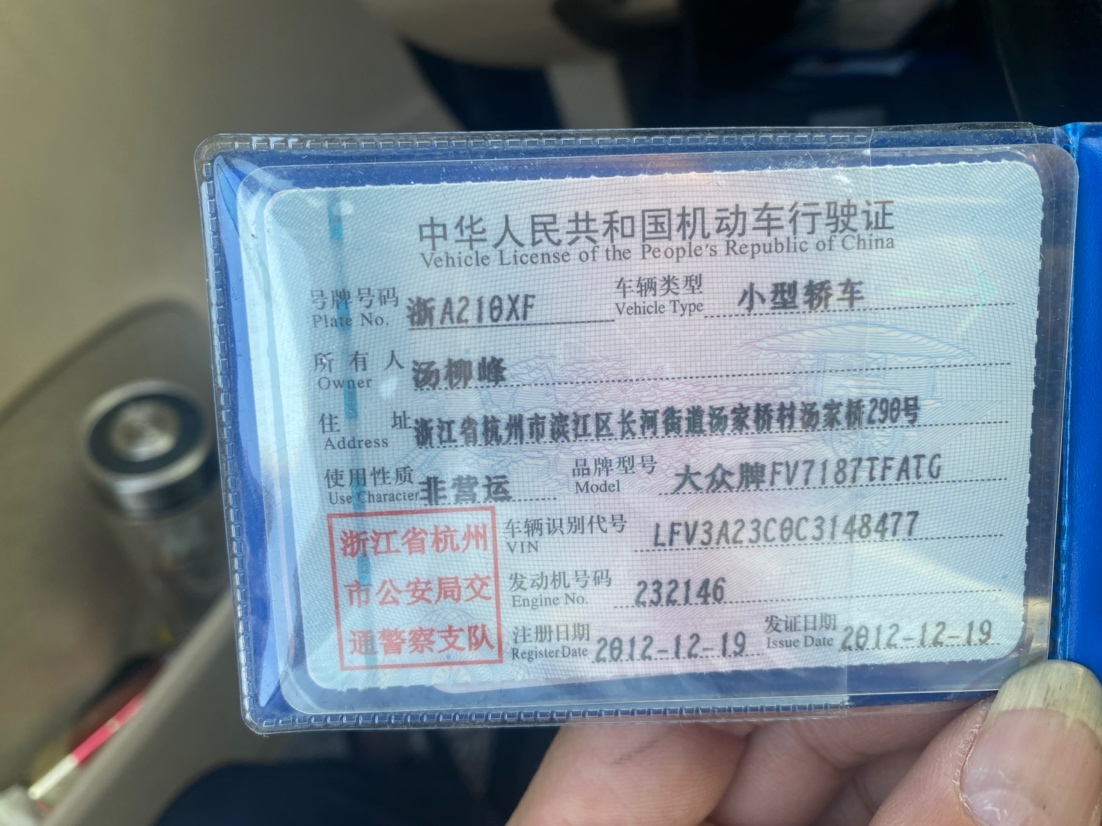 中华人民共和国机动车行驶证
Vehicle License of the People's Republic of China
号牌号码 浙A210XF 车辆类型 小型轿车
Plate No. Vehicle Type
所有人 汤柳峰
Owner
住址 浙江省杭州市滨江区长河街道汤家桥村汤家桥290号
Address
使用性质 非营运 品牌型号 大众牌FV7187TFATG
Use Character Model
浙江省杭州
市公安局交
通警察支队
车辆识别代号 LFV3A23C0C3148477
VIN
发动机号码 232146
Engine No.
注册日期 2012-12-19 发证日期 2012-12-19
Register Date Issue Date